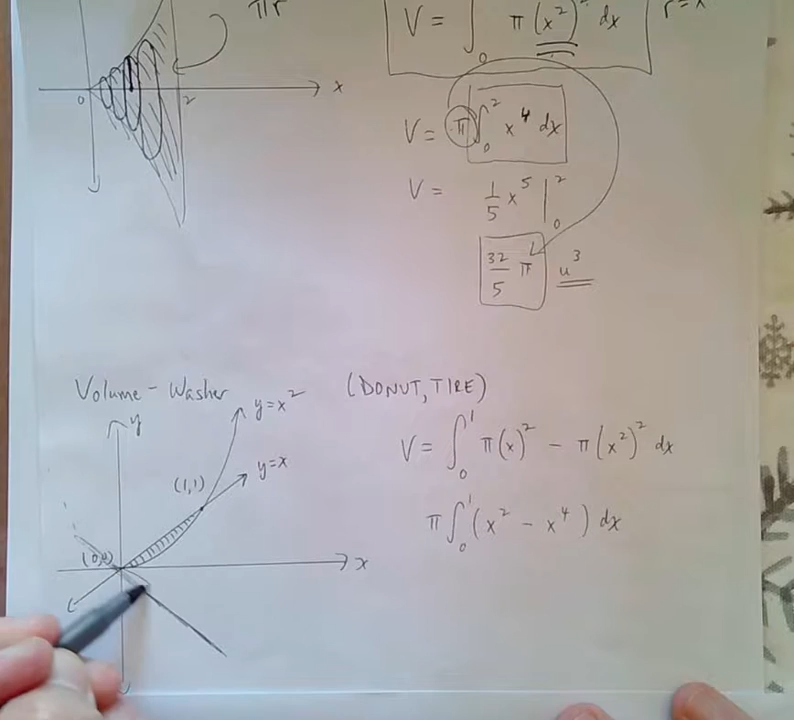 πr
V = ∫₀ π(x²)² dx
r = x
0 2 x
V = π ∫₀² x⁴ dx
V = 1/5 x⁵ |₀²
32/5 π u³
Volume - Washer (DONUT, TIRE)
y
y=x²
y=x
(1,1)
(0,0)
x
V = ∫₀¹ π(x)² - π(x²)² dx
π∫₀¹ (x² - x⁴) dx